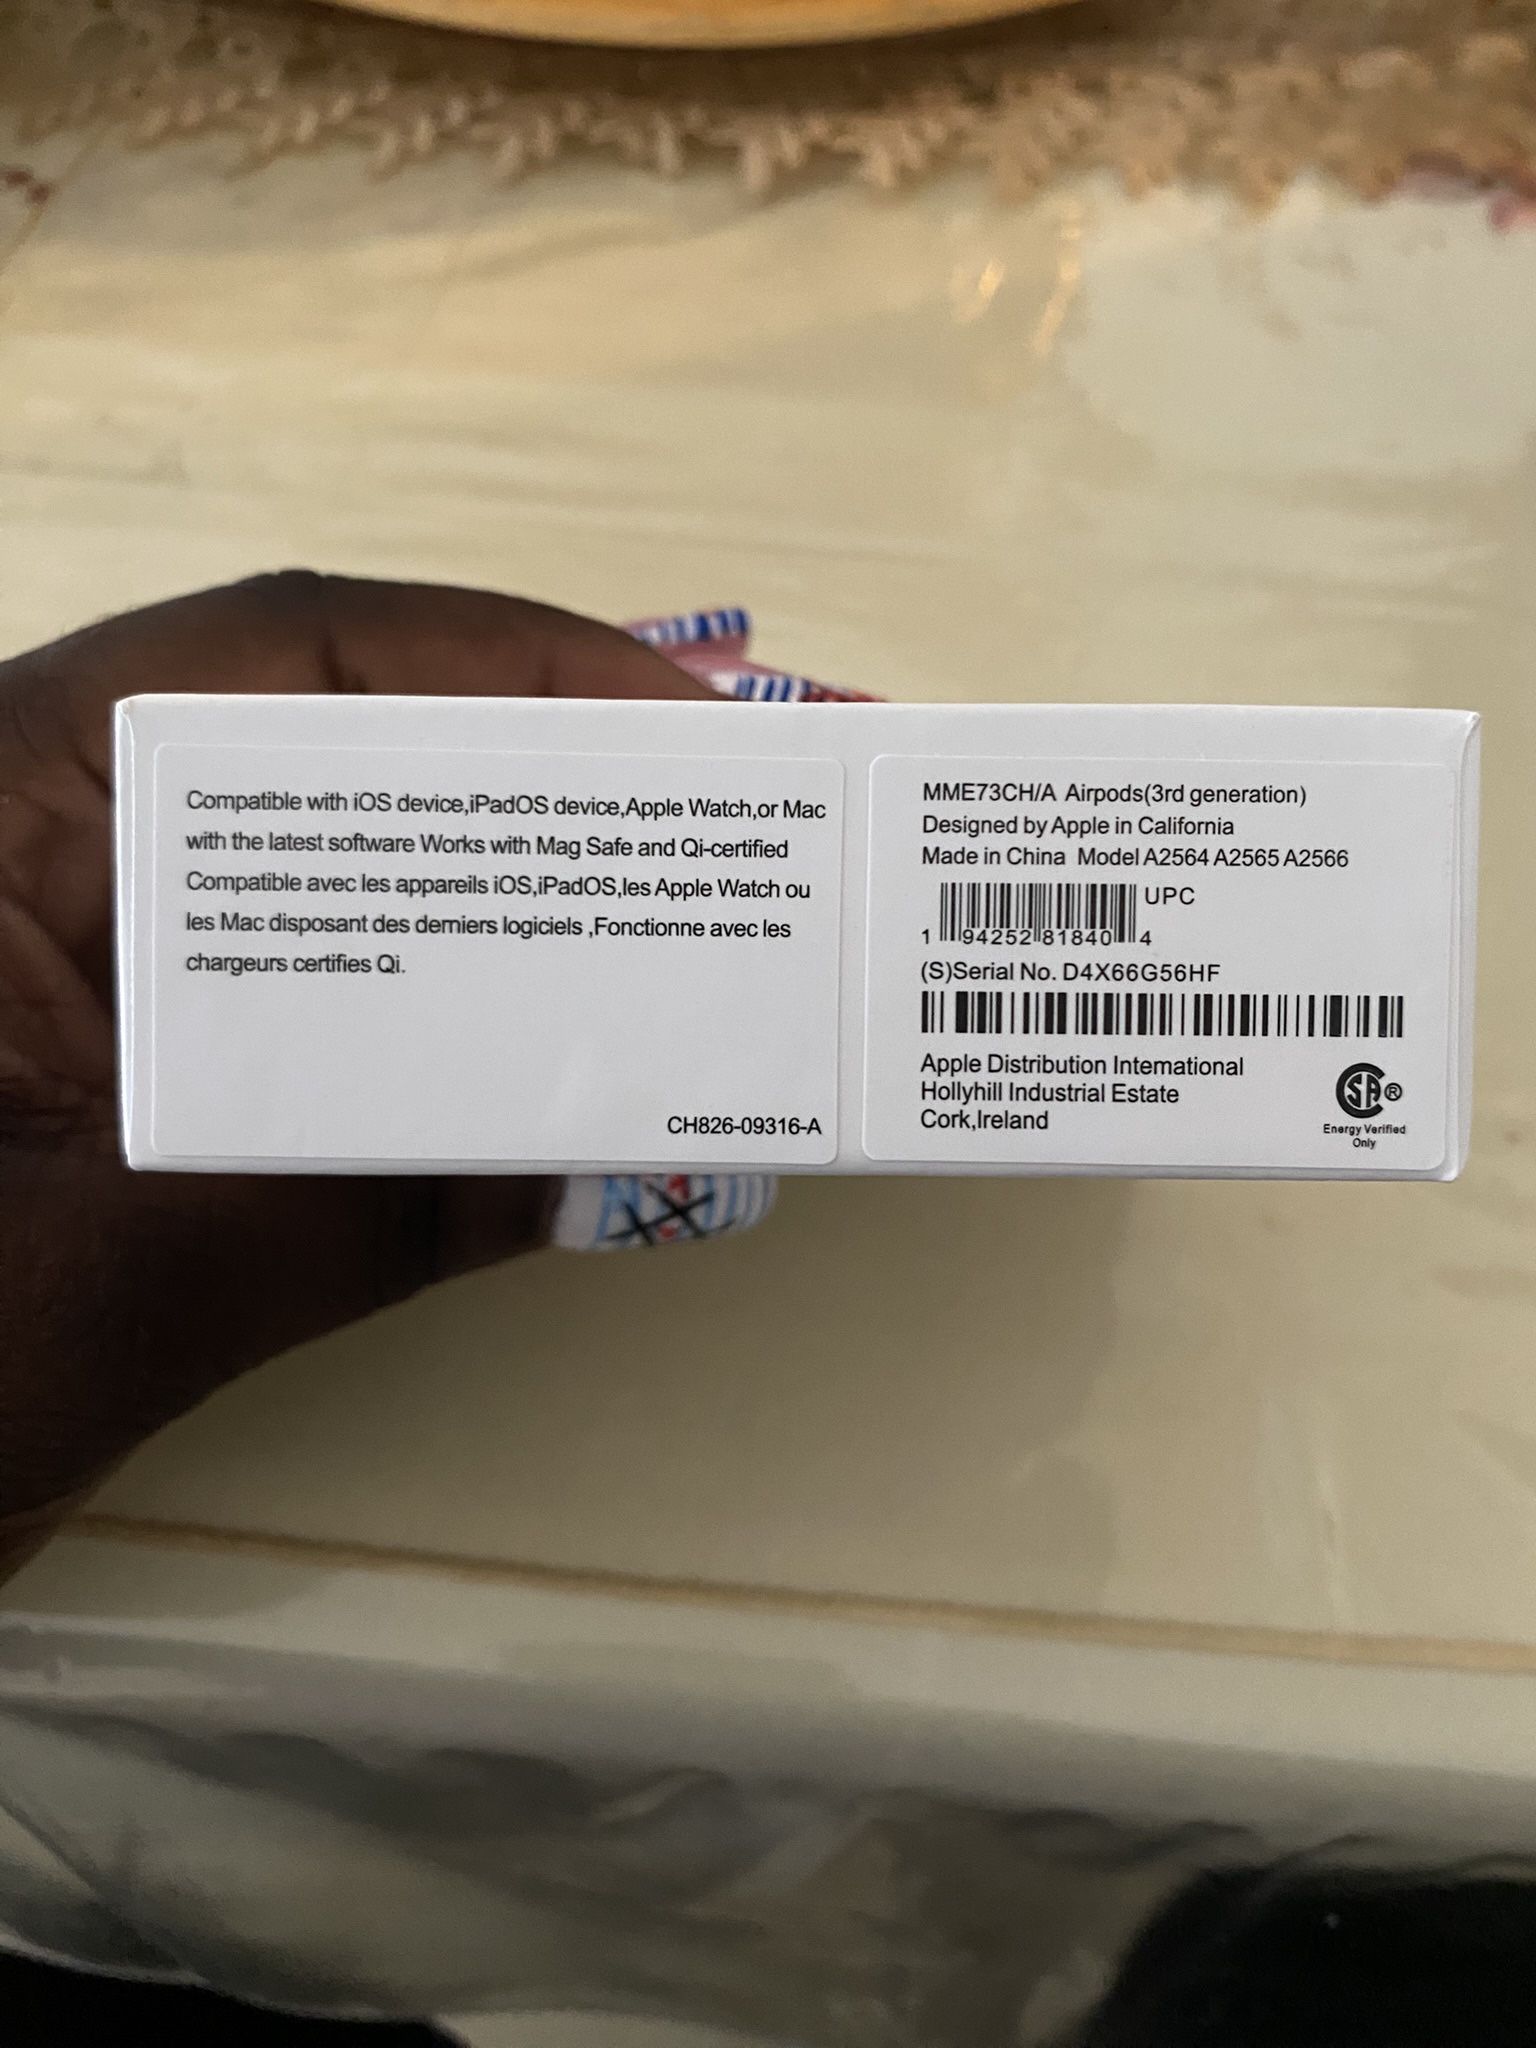 Compatible with iOS device,iPadOS device,Apple Watch,or Mac
with the latest software Works with Mag Safe and Qi-certified
Compatible avec les appareils iOS,iPadOS,les Apple Watch ou
les Mac disposant des derniers logiciels ,Fonctionne avec les
chargeurs certifies Qi.
CH826-09316-A
MME73CH/A Airpods(3rd generation)
Designed by Apple in California
Made in China Model A2564 A2565 A2566
UPC
1 94252 81840 4
(S)Serial No. D4X66G56HF
Apple Distribution International
Hollyhill Industrial Estate
Cork,Ireland
SA®
Energy Verified
Only